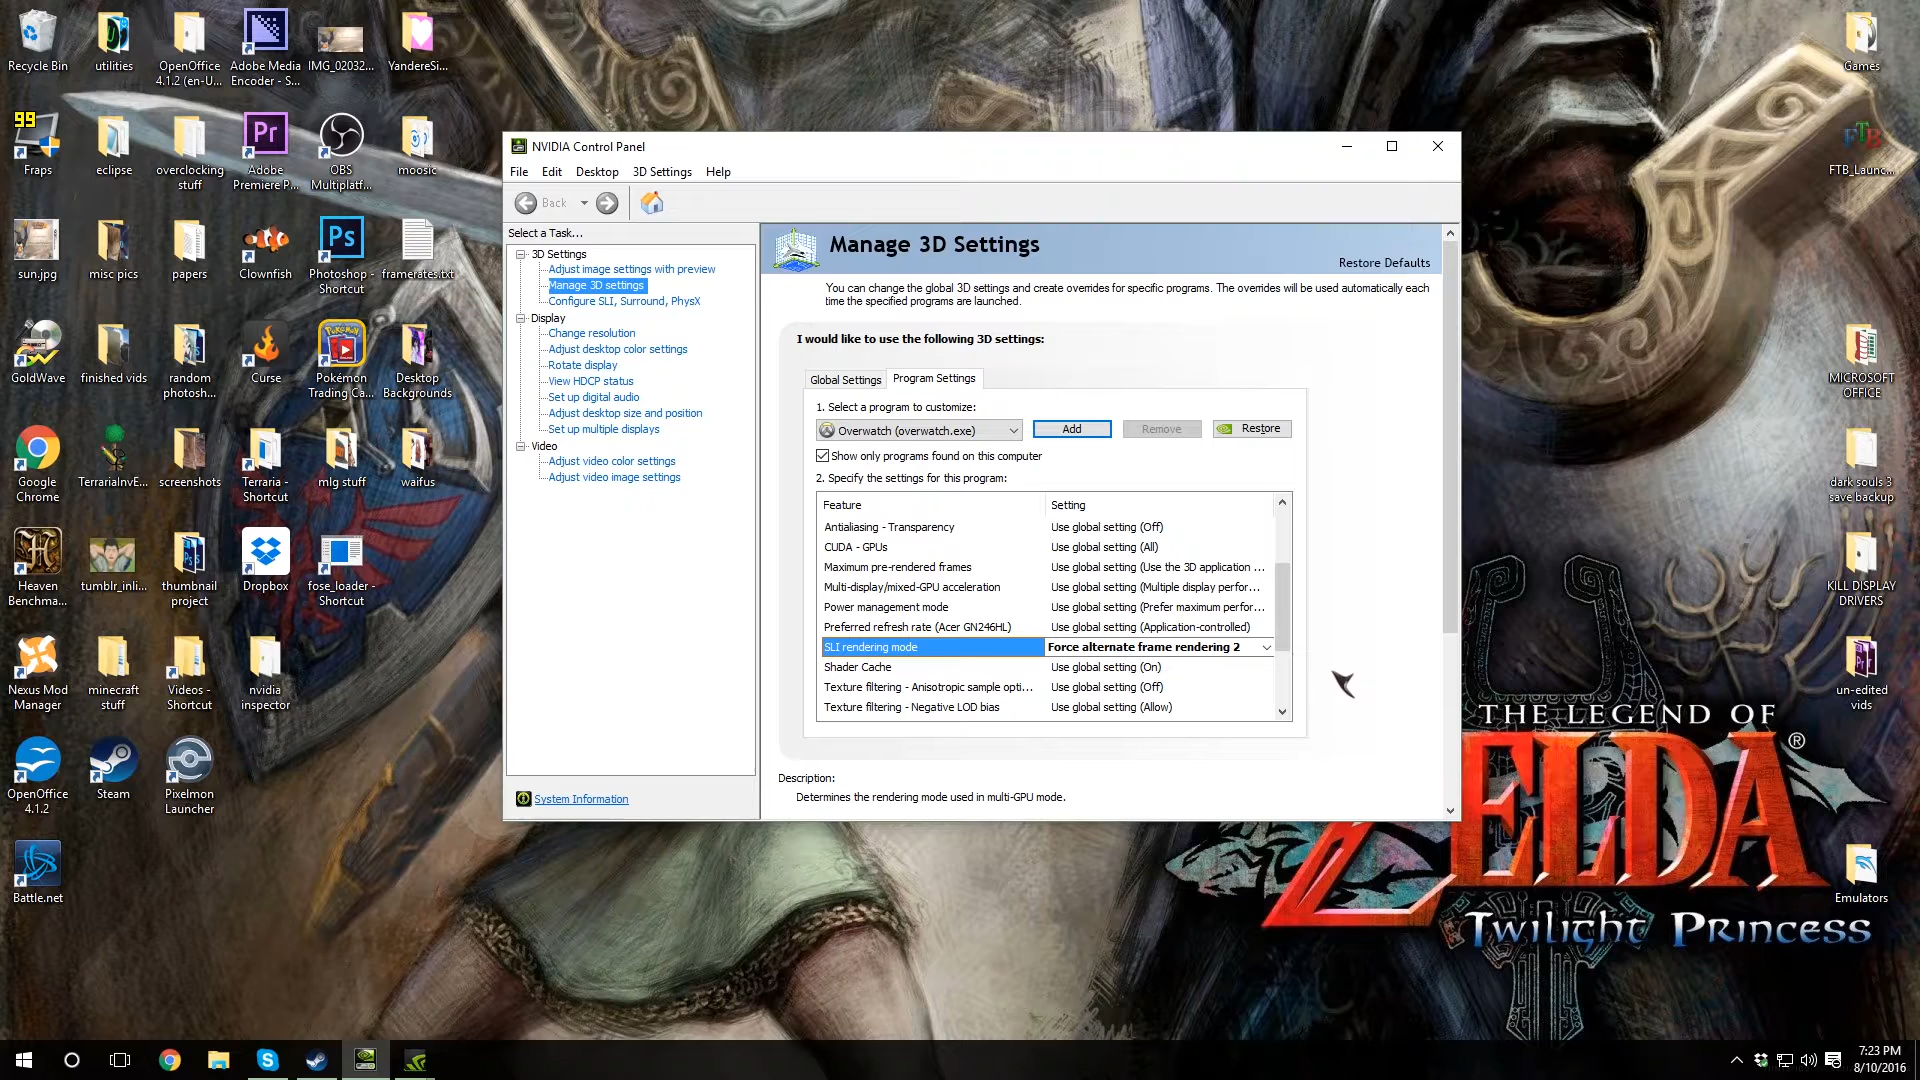 Recycle Bin
utilities
OpenOffice
4.1.2 (en-U...
Adobe Media
Encoder - S...
IMG_02032...
YandereSi...
99
Fraps
eclipse
overclocking
stuff
Pr
Adobe
Premiere P...
OBS
Multiplatf...
moosic
sun.jpg
misc pics
papers
Clownfish
Ps
Photoshop -
Shortcut
framerates.txt
GoldWave
finished vids
random
photosh...
Curse
Pokémon
Trading Ca...
Desktop
Backgrounds
Google
Chrome
TerrariaInvE...
screenshots
Terraria -
Shortcut
mlg stuff
waifus
Heaven
Benchma...
tumblr_inli...
thumbnail
project
Dropbox
fose_loader -
Shortcut
Nexus Mod
Manager
minecraft
stuff
Videos -
Shortcut
nvidia
inspector
OpenOffice
4.1.2
Steam
Pixelmon
Launcher
Battle.net
NVIDIA Control Panel
File Edit Desktop 3D Settings Help
Back
Select a Task...
3D Settings
Adjust image settings with preview
Manage 3D settings
Configure SLI, Surround, PhysX
Display
Change resolution
Adjust desktop color settings
Rotate display
View HDCP status
Set up digital audio
Adjust desktop size and position
Set up multiple displays
Video
Adjust video color settings
Adjust video image settings
System Information
Manage 3D Settings
Restore Defaults
You can change the global 3D settings and create overrides for specific programs. The overrides will be used automatically each
time the specified programs are launched.
I would like to use the following 3D settings:
Global Settings Program Settings
1. Select a program to customize:
Overwatch (overwatch.exe) Add Remove Restore
Show only programs found on this computer
2. Specify the settings for this program:
Feature Setting
Antialiasing - Transparency Use global setting (Off)
CUDA - GPUs Use global setting (All)
Maximum pre-rendered frames Use global setting (Use the 3D application ...
Multi-display/mixed-GPU acceleration Use global setting (Multiple display perfor...
Power management mode Use global setting (Prefer maximum perfor...
Preferred refresh rate (Acer GN246HL) Use global setting (Application-controlled)
SLI rendering mode Force alternate frame rendering 2
Shader Cache Use global setting (On)
Texture filtering - Anisotropic sample opti... Use global setting (Off)
Texture filtering - Negative LOD bias Use global setting (Allow)
Description:
Determines the rendering mode used in multi-GPU mode.
Games
FTB
FTB_Launc...
MICROSOFT
OFFICE
dark souls 3
save backup
KILL DISPLAY
DRIVERS
un-edited
vids
Emulators
THE LEGEND OF
ZELDA®
Twilight Princess
7:23 PM
8/10/2016